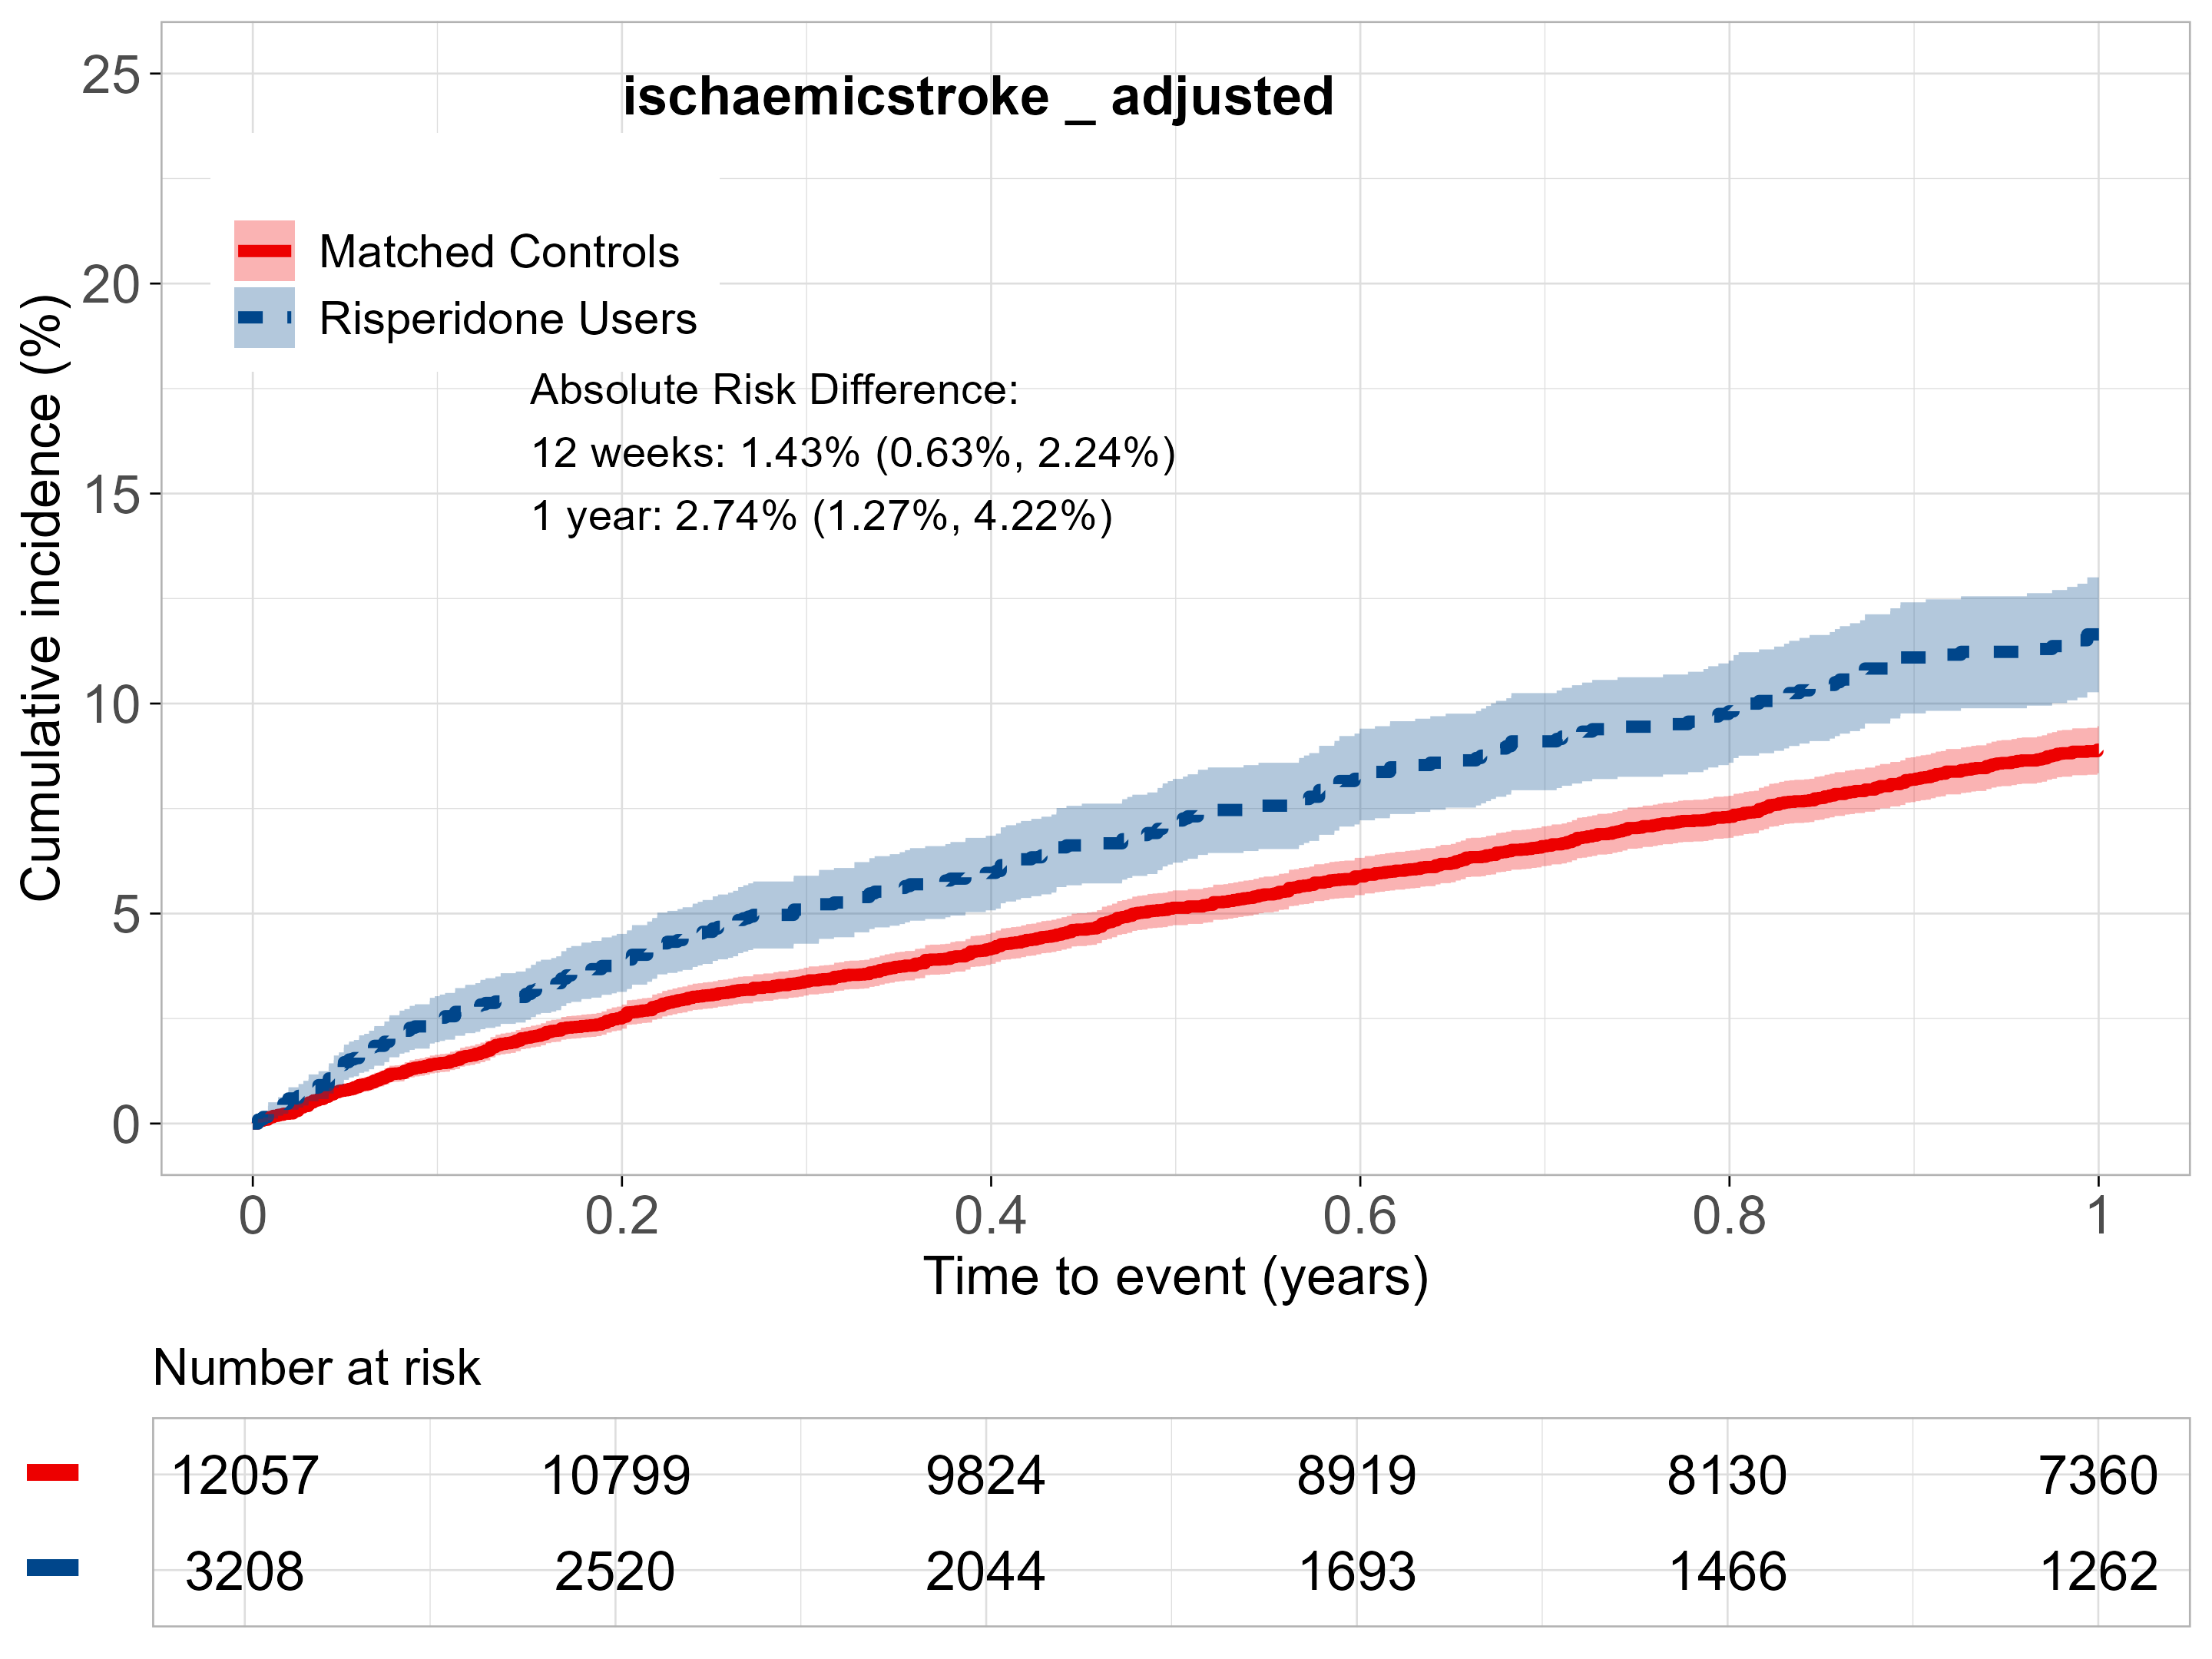 ischaemicstroke _ adjusted
Matched Controls
Risperidone Users
Absolute Risk Difference:
12 weeks: 1.43% (0.63%, 2.24%)
1 year: 2.74% (1.27%, 4.22%)
Cumulative incidence (%)
25
20
15
10
5
0
0 0.2 0.4 0.6 0.8 1
Time to event (years)
Number at risk
12057 10799 9824 8919 8130 7360
3208 2520 2044 1693 1466 1262